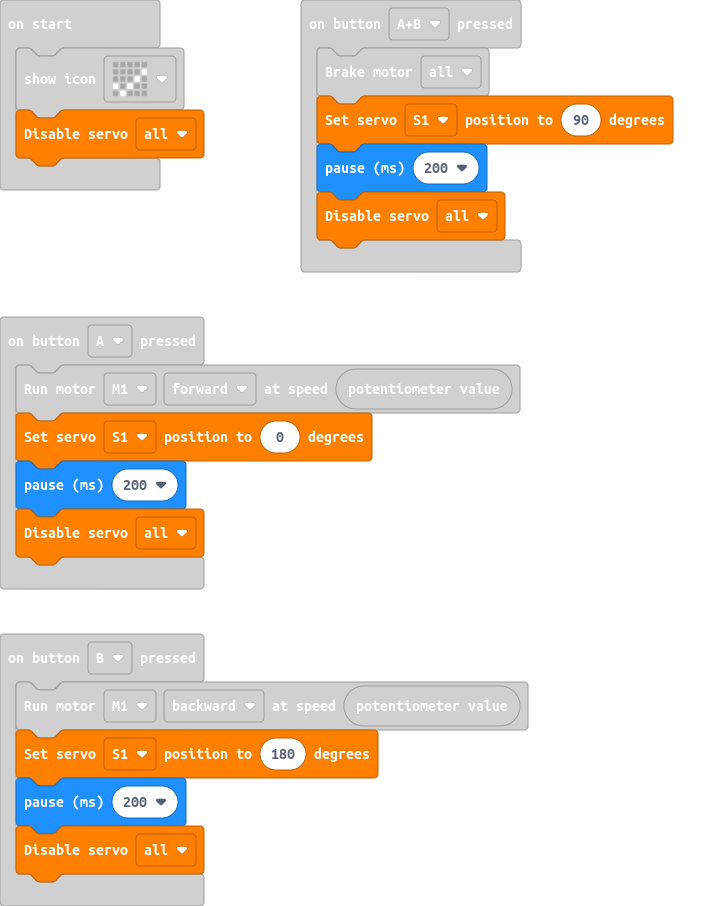 on start
show icon
Disable servo all
on button A+B pressed
Brake motor all
Set servo S1 position to 90 degrees
pause (ms) 200
Disable servo all
on button A pressed
Run motor M1 forward at speed potentiometer value
Set servo S1 position to 0 degrees
pause (ms) 200
Disable servo all
on button B pressed
Run motor M1 backward at speed potentiometer value
Set servo S1 position to 180 degrees
pause (ms) 200
Disable servo all